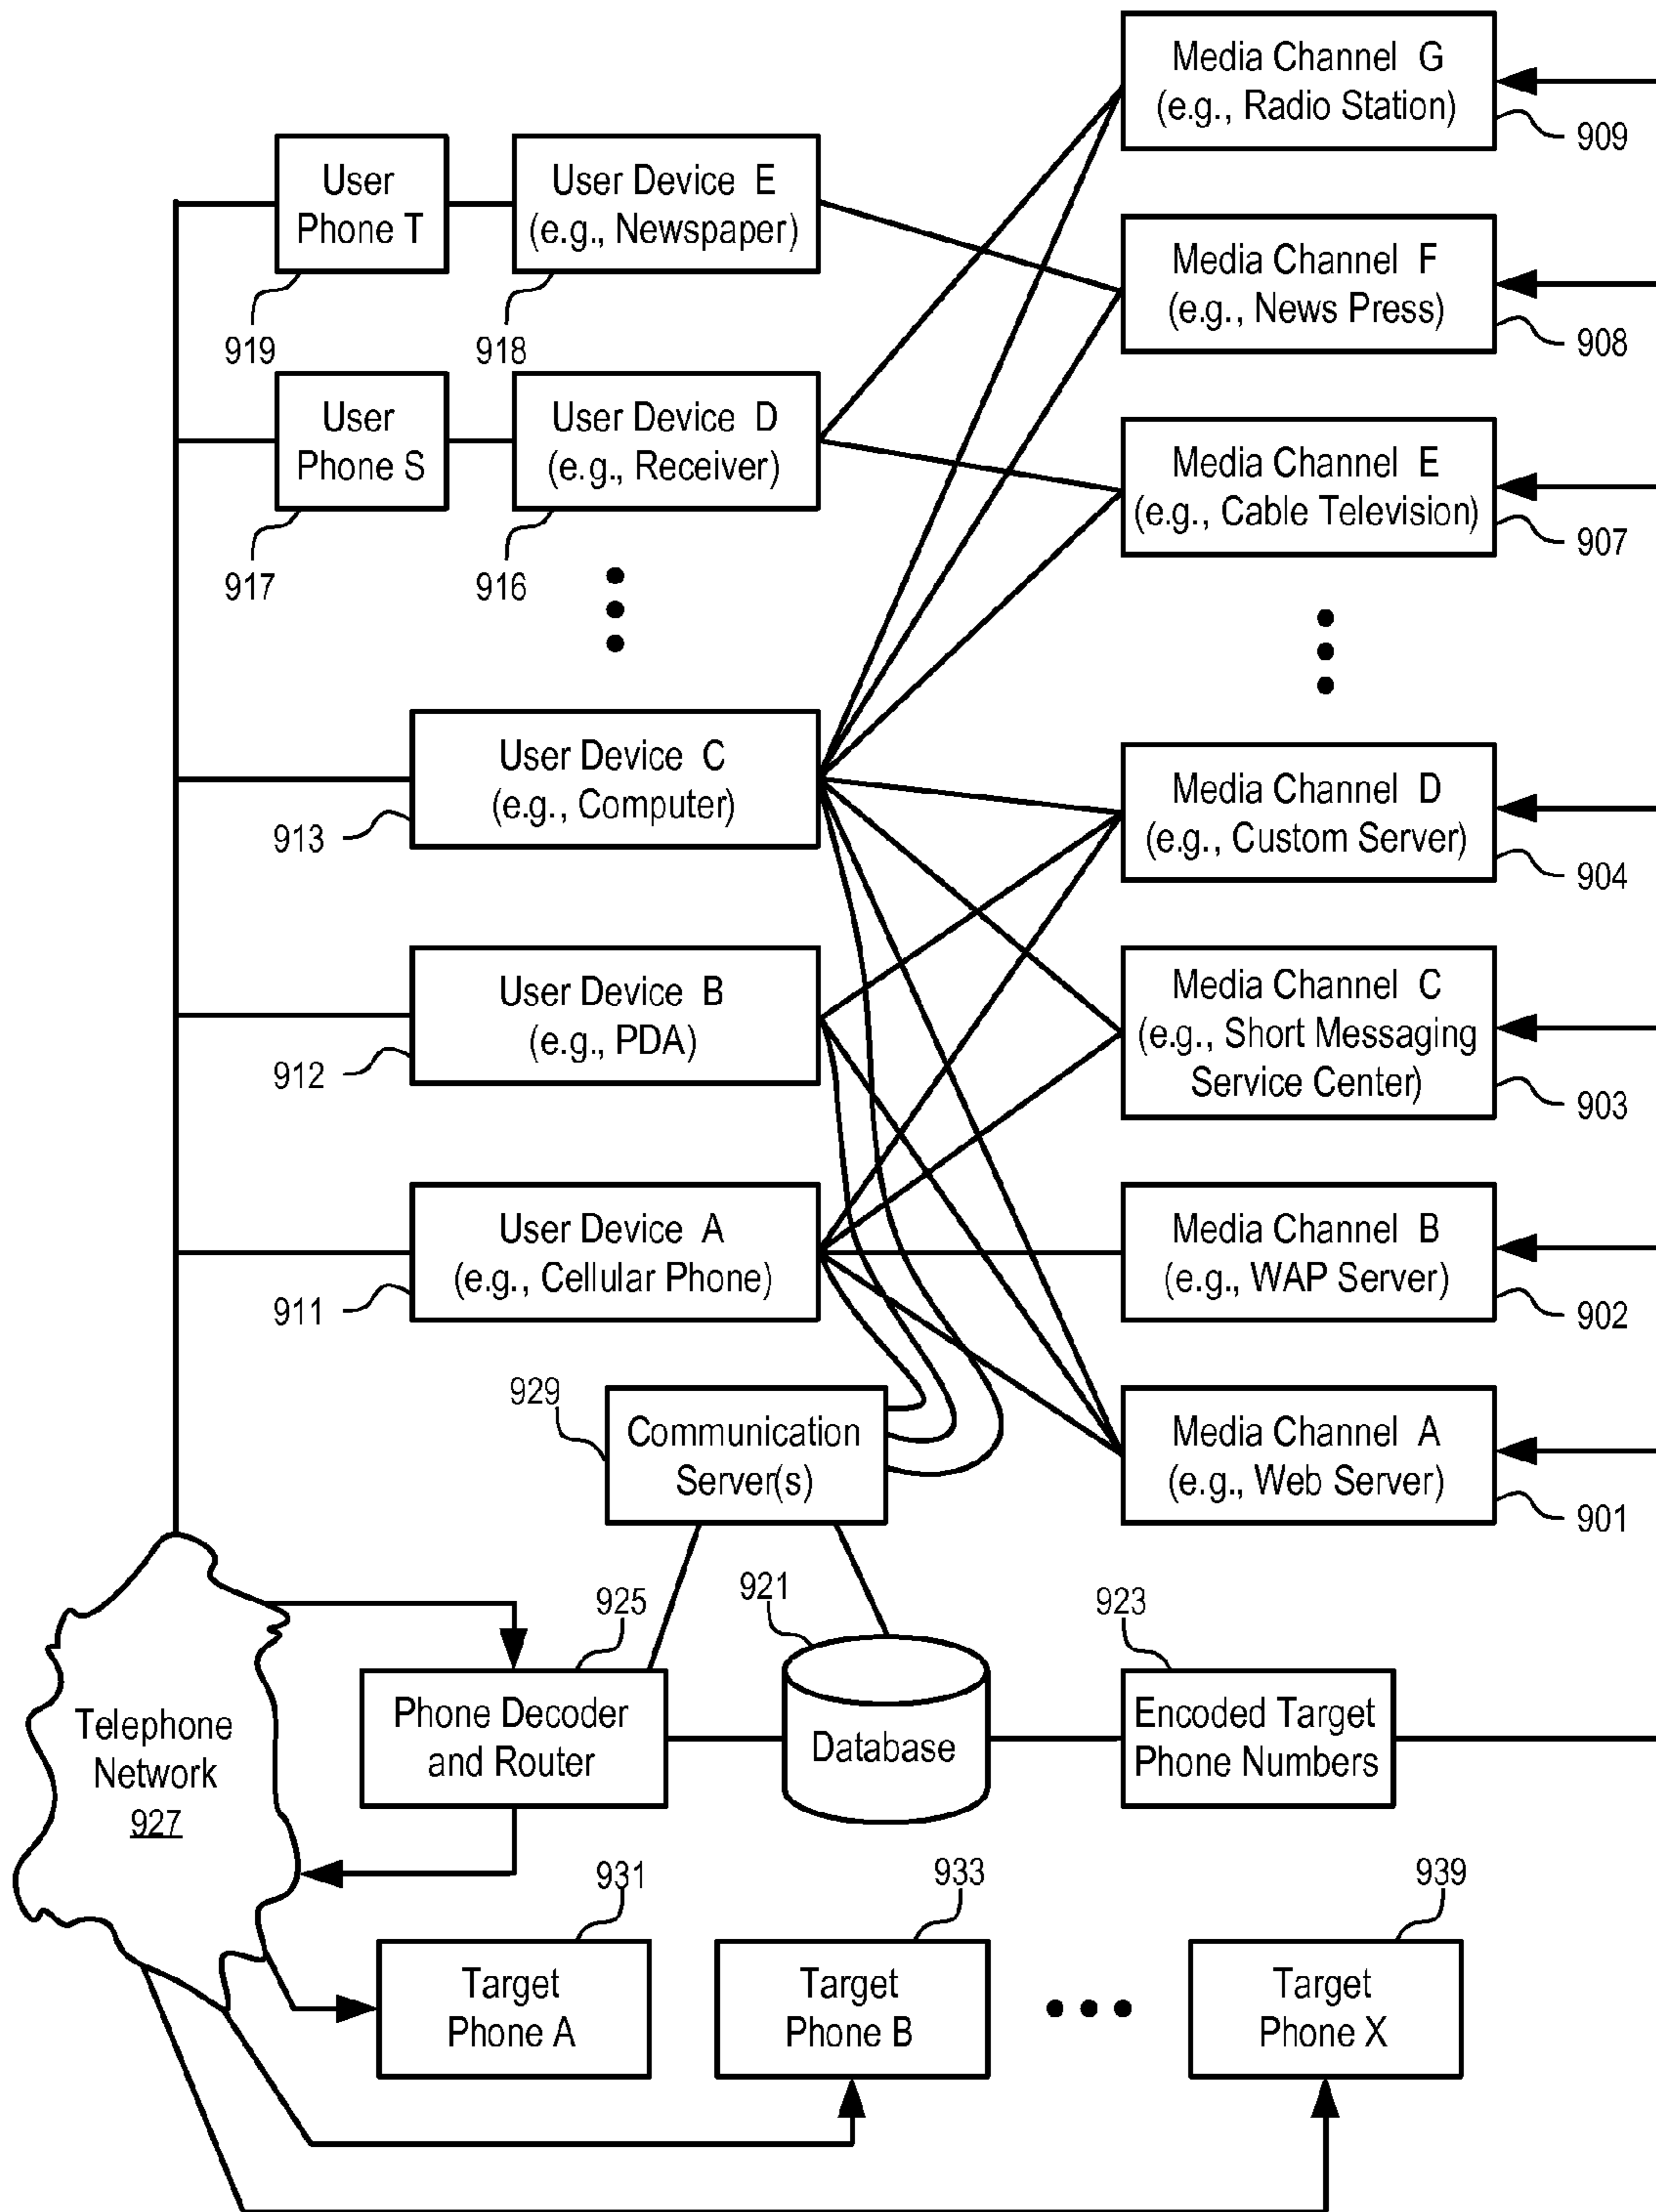 Media Channel G
(e.g., Radio Station)
909
User
Phone T
919
User Device E
(e.g., Newspaper)
918
Media Channel F
(e.g., News Press)
908
User
Phone S
917
User Device D
(e.g., Receiver)
916
Media Channel E
(e.g., Cable Television)
907
User Device C
(e.g., Computer)
913
Media Channel D
(e.g., Custom Server)
904
User Device B
(e.g., PDA)
912
Media Channel C
(e.g., Short Messaging
Service Center)
903
User Device A
(e.g., Cellular Phone)
911
Media Channel B
(e.g., WAP Server)
902
929
Communication
Server(s)
Media Channel A
(e.g., Web Server)
901
Telephone
Network
927
925
Phone Decoder
and Router
921
Database
923
Encoded Target
Phone Numbers
931
Target
Phone A
933
Target
Phone B
939
Target
Phone X